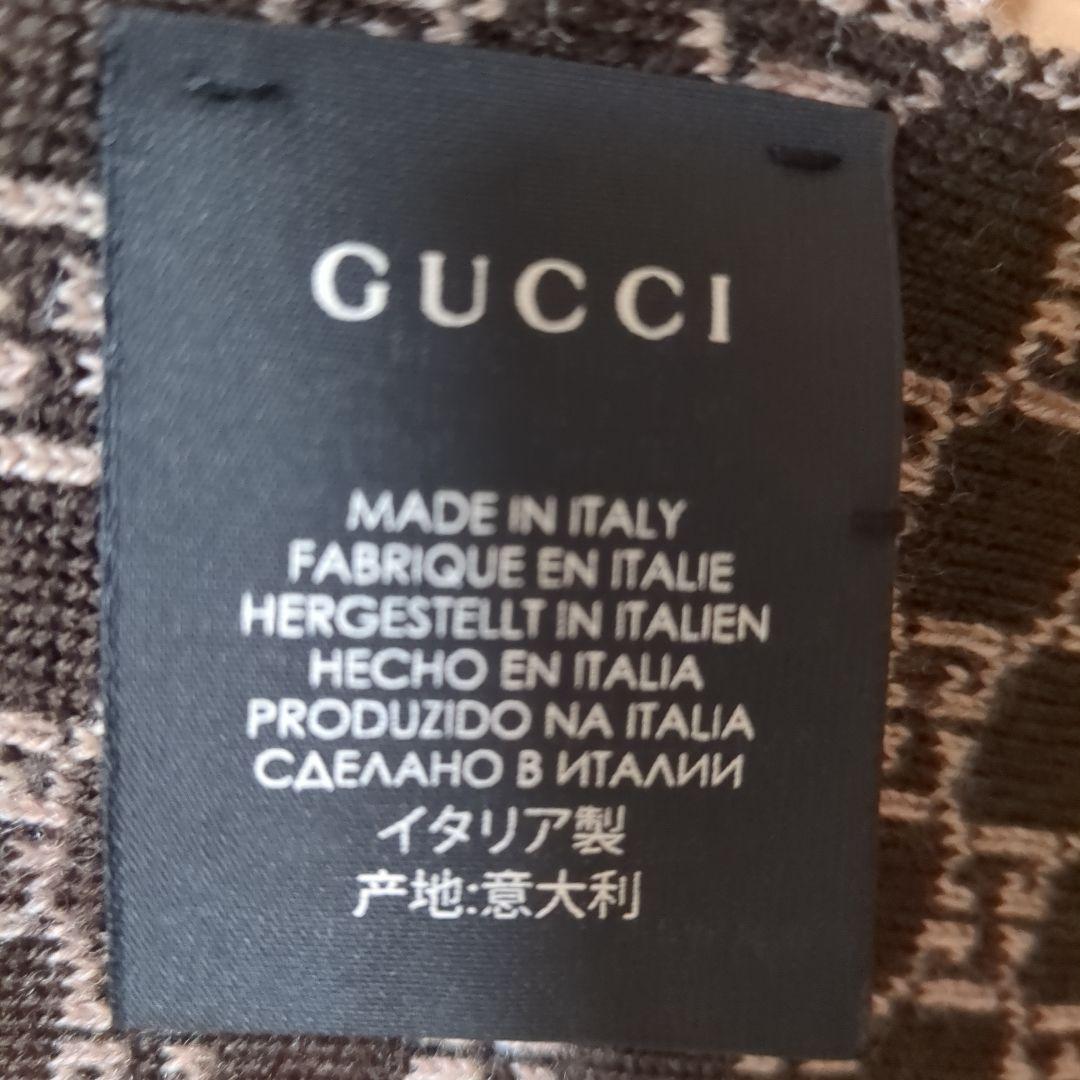 GUCCI
MADE IN ITALY
FABRIQUE EN ITALIE
HERGESTELLT IN ITALIEN
HECHO EN ITALIA
PRODUZIDO NA ITALIA
СДЕЛАНО В ИТАЛИИ
イタリア製
产地:意大利